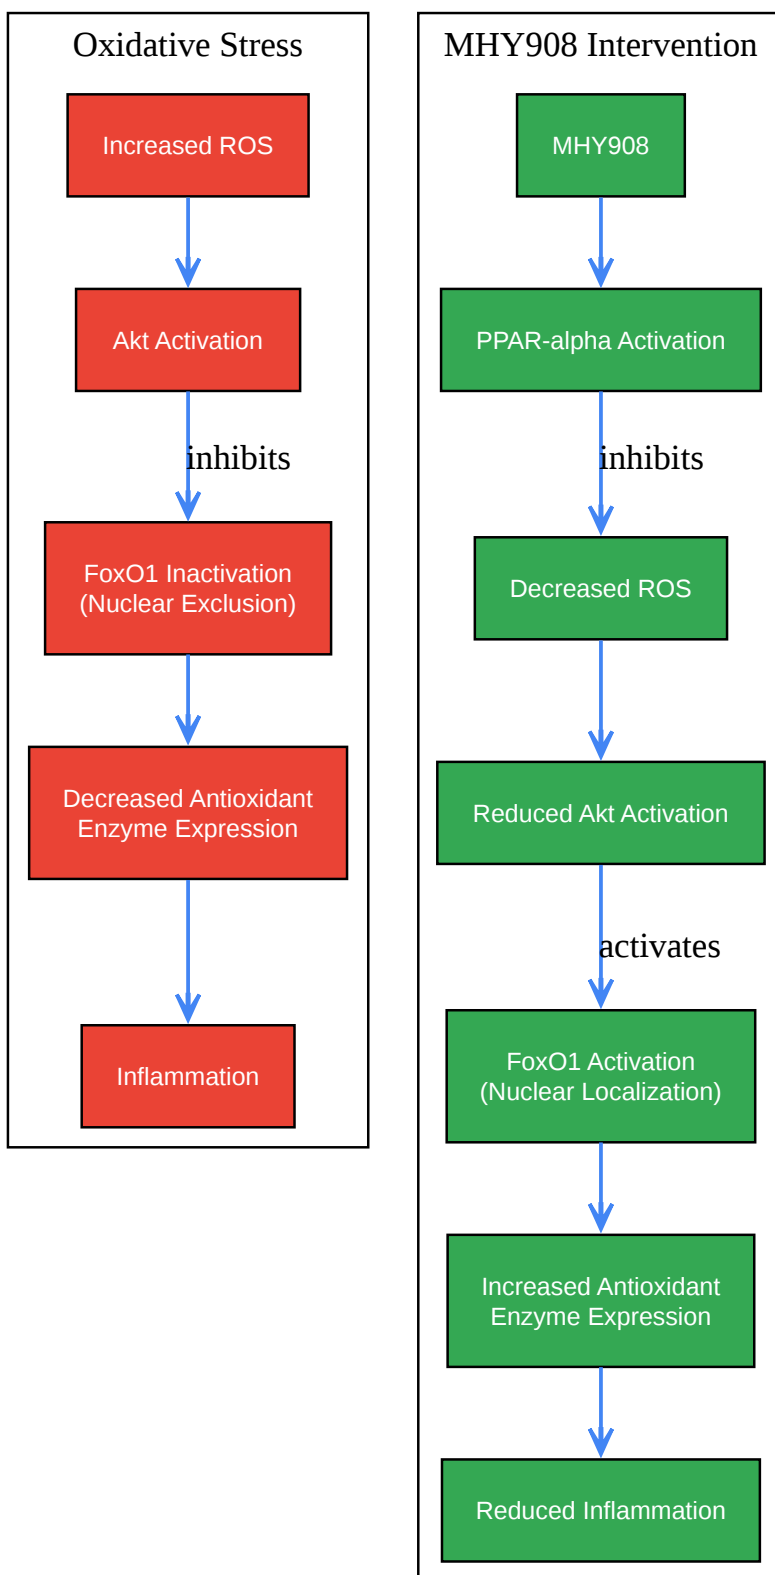 Oxidative Stress
Increased ROS
Akt Activation
inhibits
FoxO1 Inactivation
(Nuclear Exclusion)
Decreased Antioxidant
Enzyme Expression
Inflammation
MHY908 Intervention
MHY908
PPAR-alpha Activation
inhibits
Decreased ROS
Reduced Akt Activation
activates
FoxO1 Activation
(Nuclear Localization)
Increased Antioxidant
Enzyme Expression
Reduced Inflammation